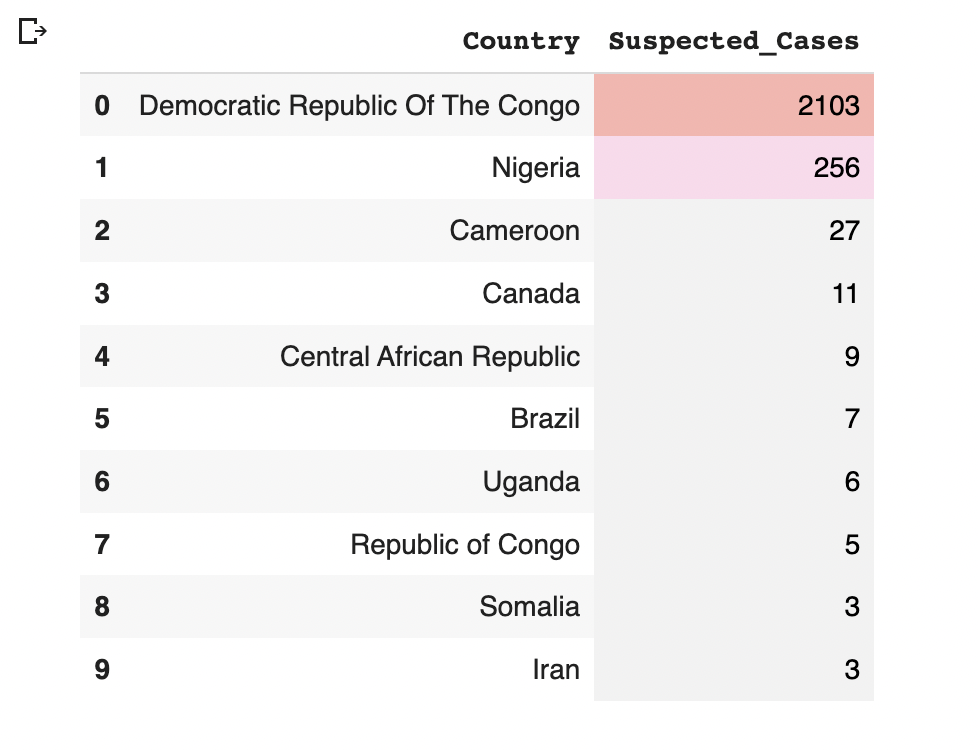 Country Suspected_Cases
0 Democratic Republic Of The Congo 2103
1 Nigeria 256
2 Cameroon 27
3 Canada 11
4 Central African Republic 9
5 Brazil 7
6 Uganda 6
7 Republic of Congo 5
8 Somalia 3
9 Iran 3